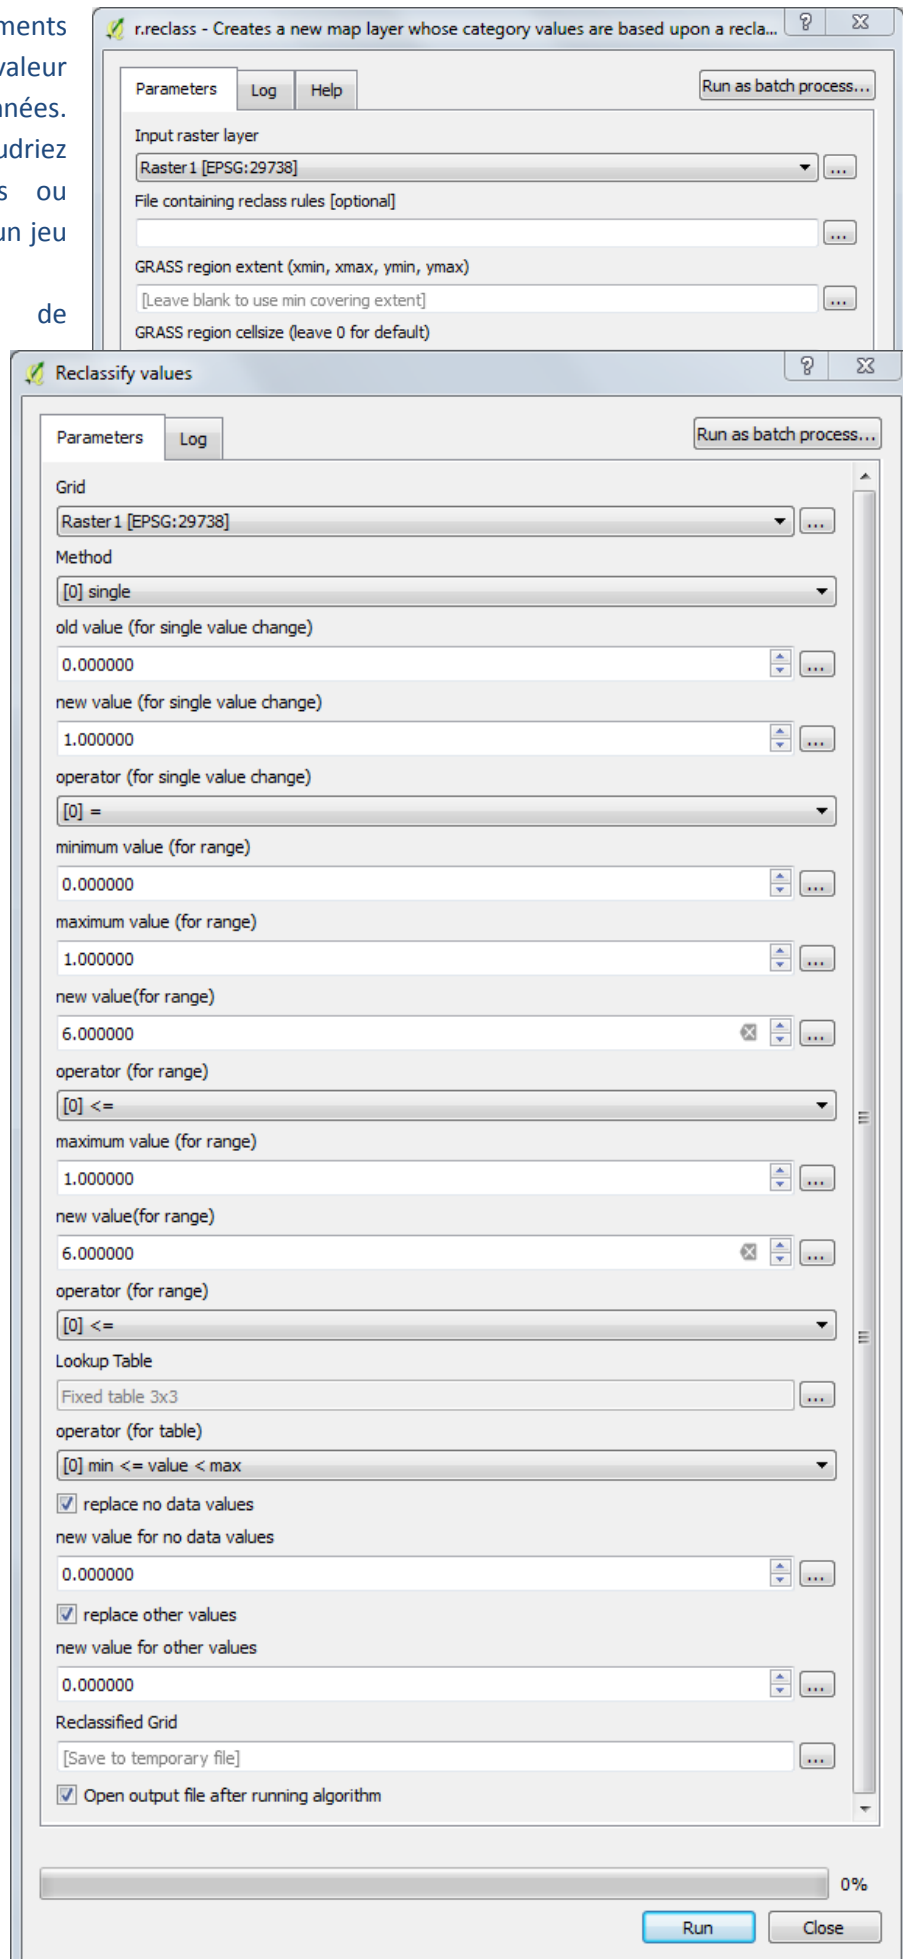 ments
valeur
nnées.
udriez
s ou
un jeu
de
r.reclass - Creates a new map layer whose category values are based upon a recla...
Parameters
Log
Help
Run as batch process...
Input raster layer
Raster1 [EPSG:29738]
...
File containing reclass rules [optional]
...
GRASS region extent (xmin, xmax, ymin, ymax)
[Leave blank to use min covering extent]
...
GRASS region cellsize (leave 0 for default)
Reclassify values
Parameters
Log
Run as batch process...
Grid
Raster1 [EPSG:29738]
...
Method
[0] single
old value (for single value change)
0.000000
...
new value (for single value change)
1.000000
...
operator (for single value change)
[0] =
minimum value (for range)
0.000000
...
maximum value (for range)
1.000000
...
new value(for range)
6.000000
...
operator (for range)
[0] <=
maximum value (for range)
1.000000
...
new value(for range)
6.000000
...
operator (for range)
[0] <=
Lookup Table
Fixed table 3x3
...
operator (for table)
[0] min <= value < max
replace no data values
new value for no data values
0.000000
...
replace other values
new value for other values
0.000000
...
Reclassified Grid
[Save to temporary file]
...
Open output file after running algorithm
0%
Run
Close